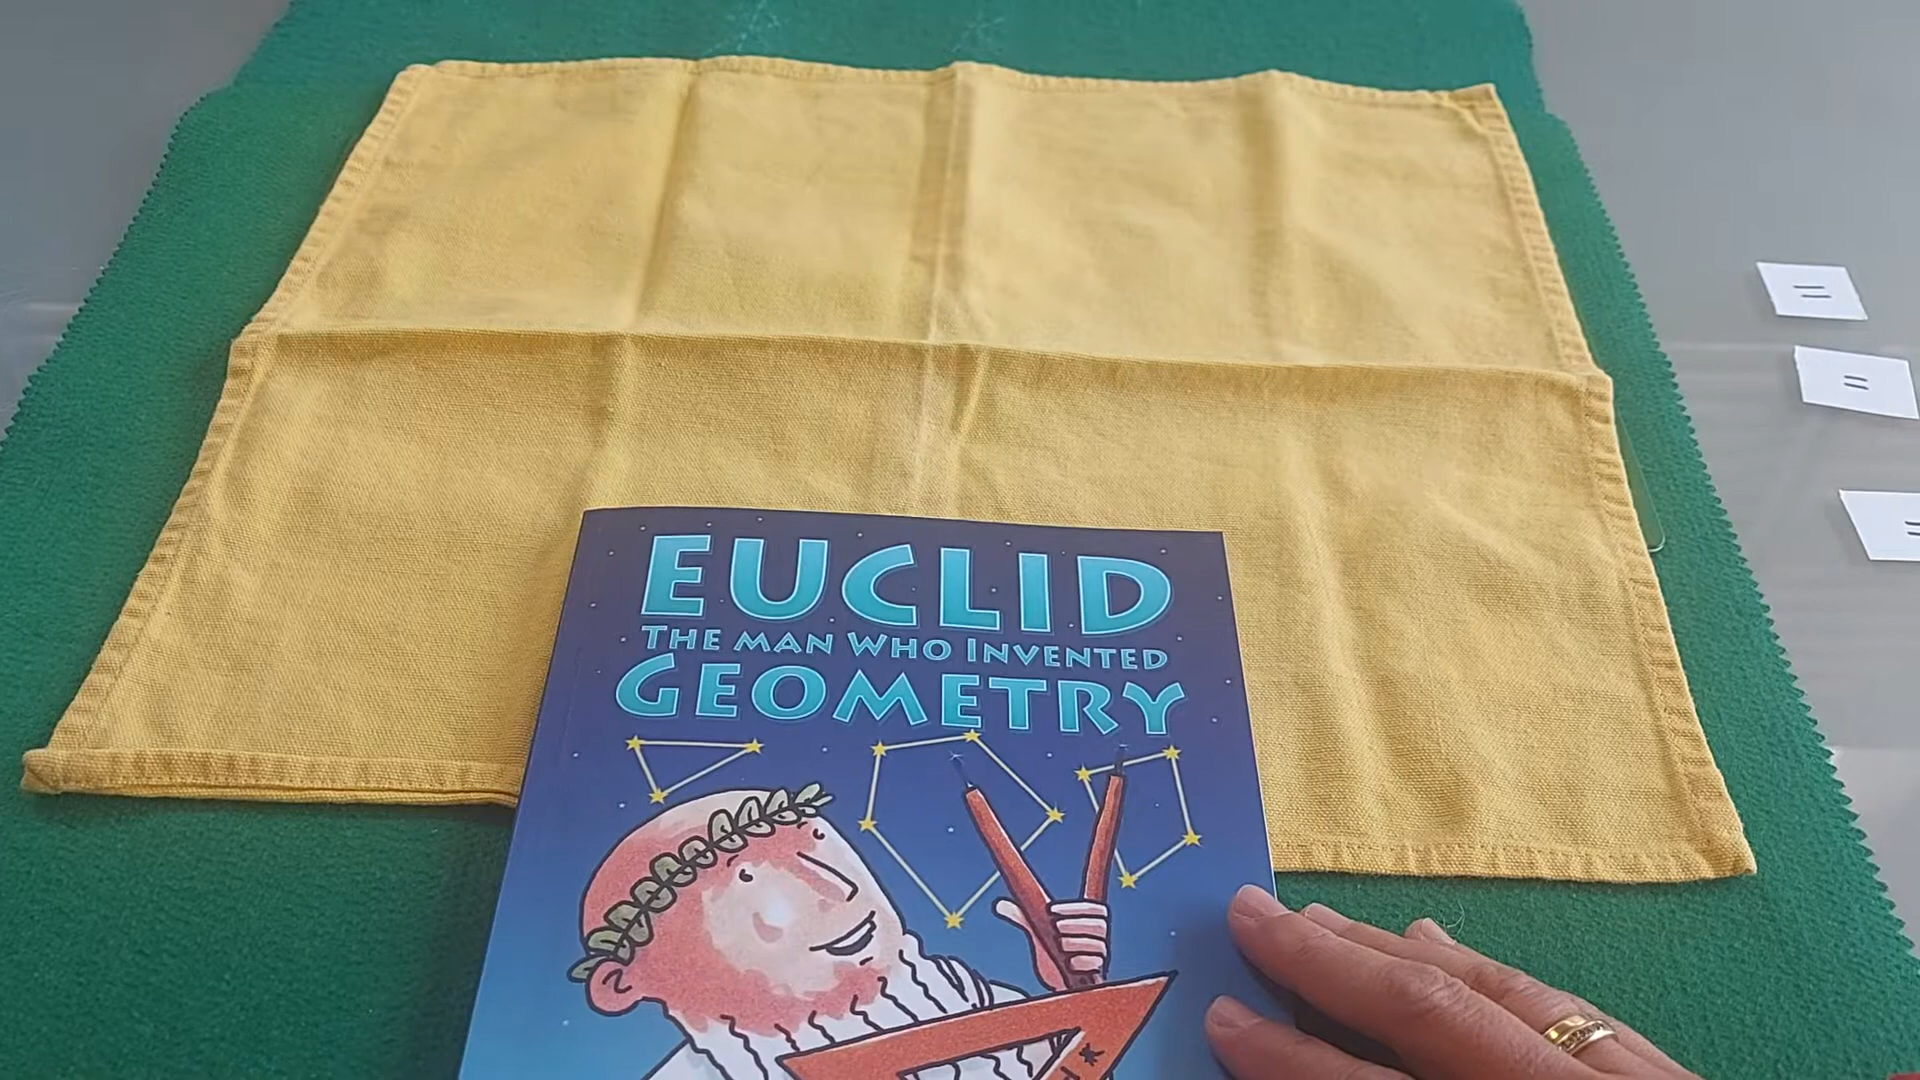 EUCLID
THE MAN WHO INVENTED
GEOMETRY
=
=
=